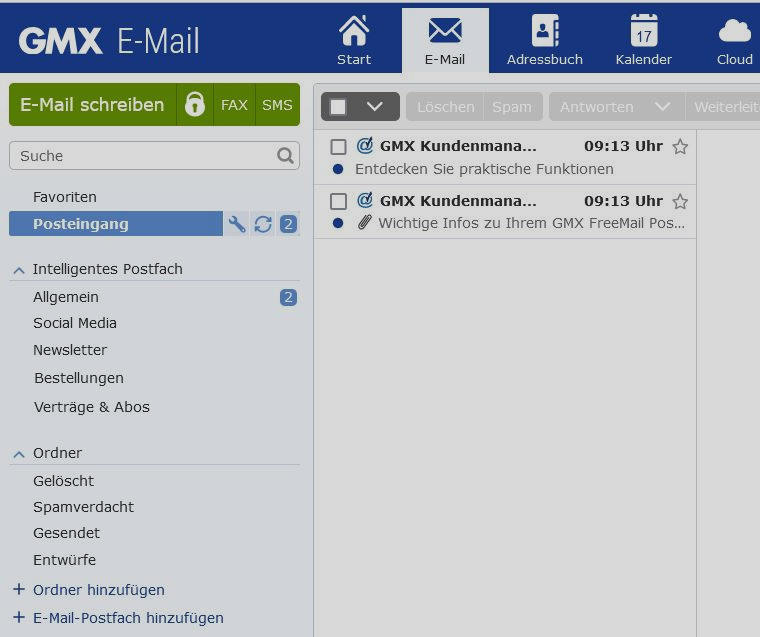 GMX E-Mail
Start
E-Mail
Adressbuch
17
Kalender
Cloud
E-Mail schreiben
FAX
SMS
Löschen
Spam
Antworten
Suche
GMX Kundenmana...
09:13 Uhr
Entdecken Sie praktische Funktionen
GMX Kundenmana...
09:13 Uhr
Wichtige Infos zu Ihrem GMX FreeMail Pos...
Favoriten
Posteingang
2
Intelligentes Postfach
Allgemein
2
Social Media
Newsletter
Bestellungen
Verträge & Abos
Ordner
Gelöscht
Spamverdacht
Gesendet
Entwürfe
+ Ordner hinzufügen
+ E-Mail-Postfach hinzufügen